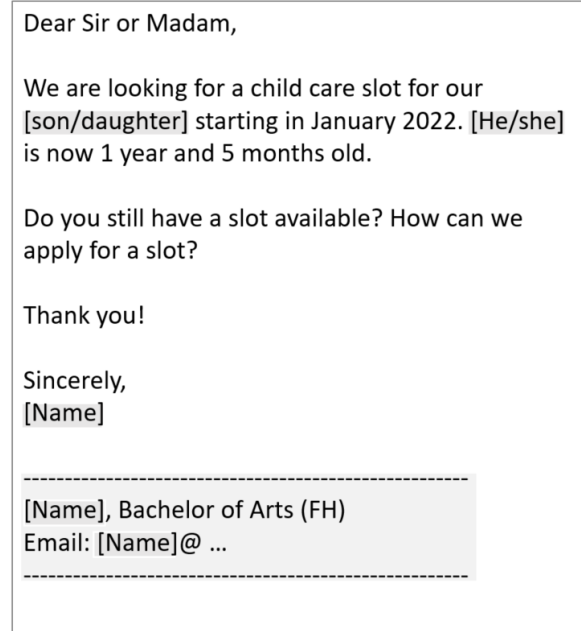 Dear Sir or Madam,
We are looking for a child care slot for our
[son/daughter] starting in January 2022. [He/she]
is now 1 year and 5 months old.
Do you still have a slot available? How can we
apply for a slot?
Thank you!
Sincerely,
[Name]
-----------------------------------------------------
[Name], Bachelor of Arts (FH)
Email: [Name]@ ...
-----------------------------------------------------